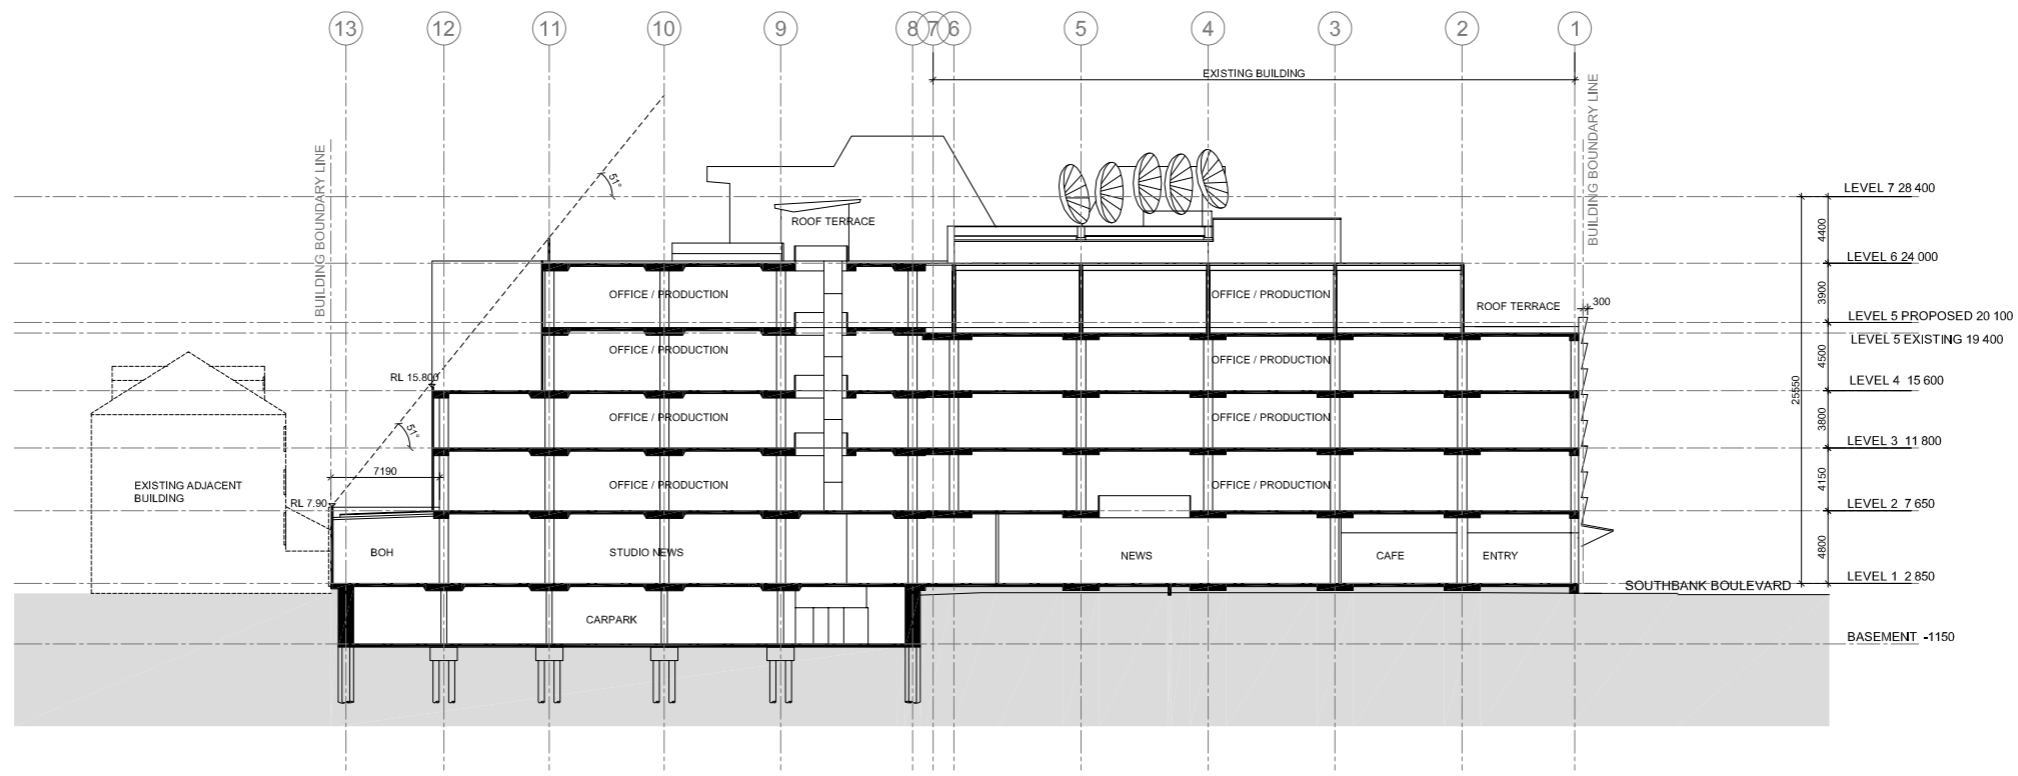 13 12 11 10 9 8 7 6 5 4 3 2 1
EXISTING BUILDING
BUILDING BOUNDARY LINE
BUILDING BOUNDARY LINE
51°
LEVEL 7 28 400
ROOF TERRACE
4400
LEVEL 6 24 000
OFFICE / PRODUCTION
OFFICE / PRODUCTION
ROOF TERRACE
300
3900
LEVEL 5 PROPOSED 20 100
LEVEL 5 EXISTING 19 400
OFFICE / PRODUCTION
OFFICE / PRODUCTION
4500
RL 15.800
LEVEL 4 15 600
25550
OFFICE / PRODUCTION
OFFICE / PRODUCTION
3800
51°
LEVEL 3 11 800
7190
EXISTING ADJACENT
BUILDING
OFFICE / PRODUCTION
OFFICE / PRODUCTION
4150
RL 7.90
LEVEL 2 7 650
BOH
STUDIO NEWS
NEWS
CAFE
ENTRY
4800
LEVEL 1 2 850
SOUTHBANK BOULEVARD
CARPARK
BASEMENT -1150